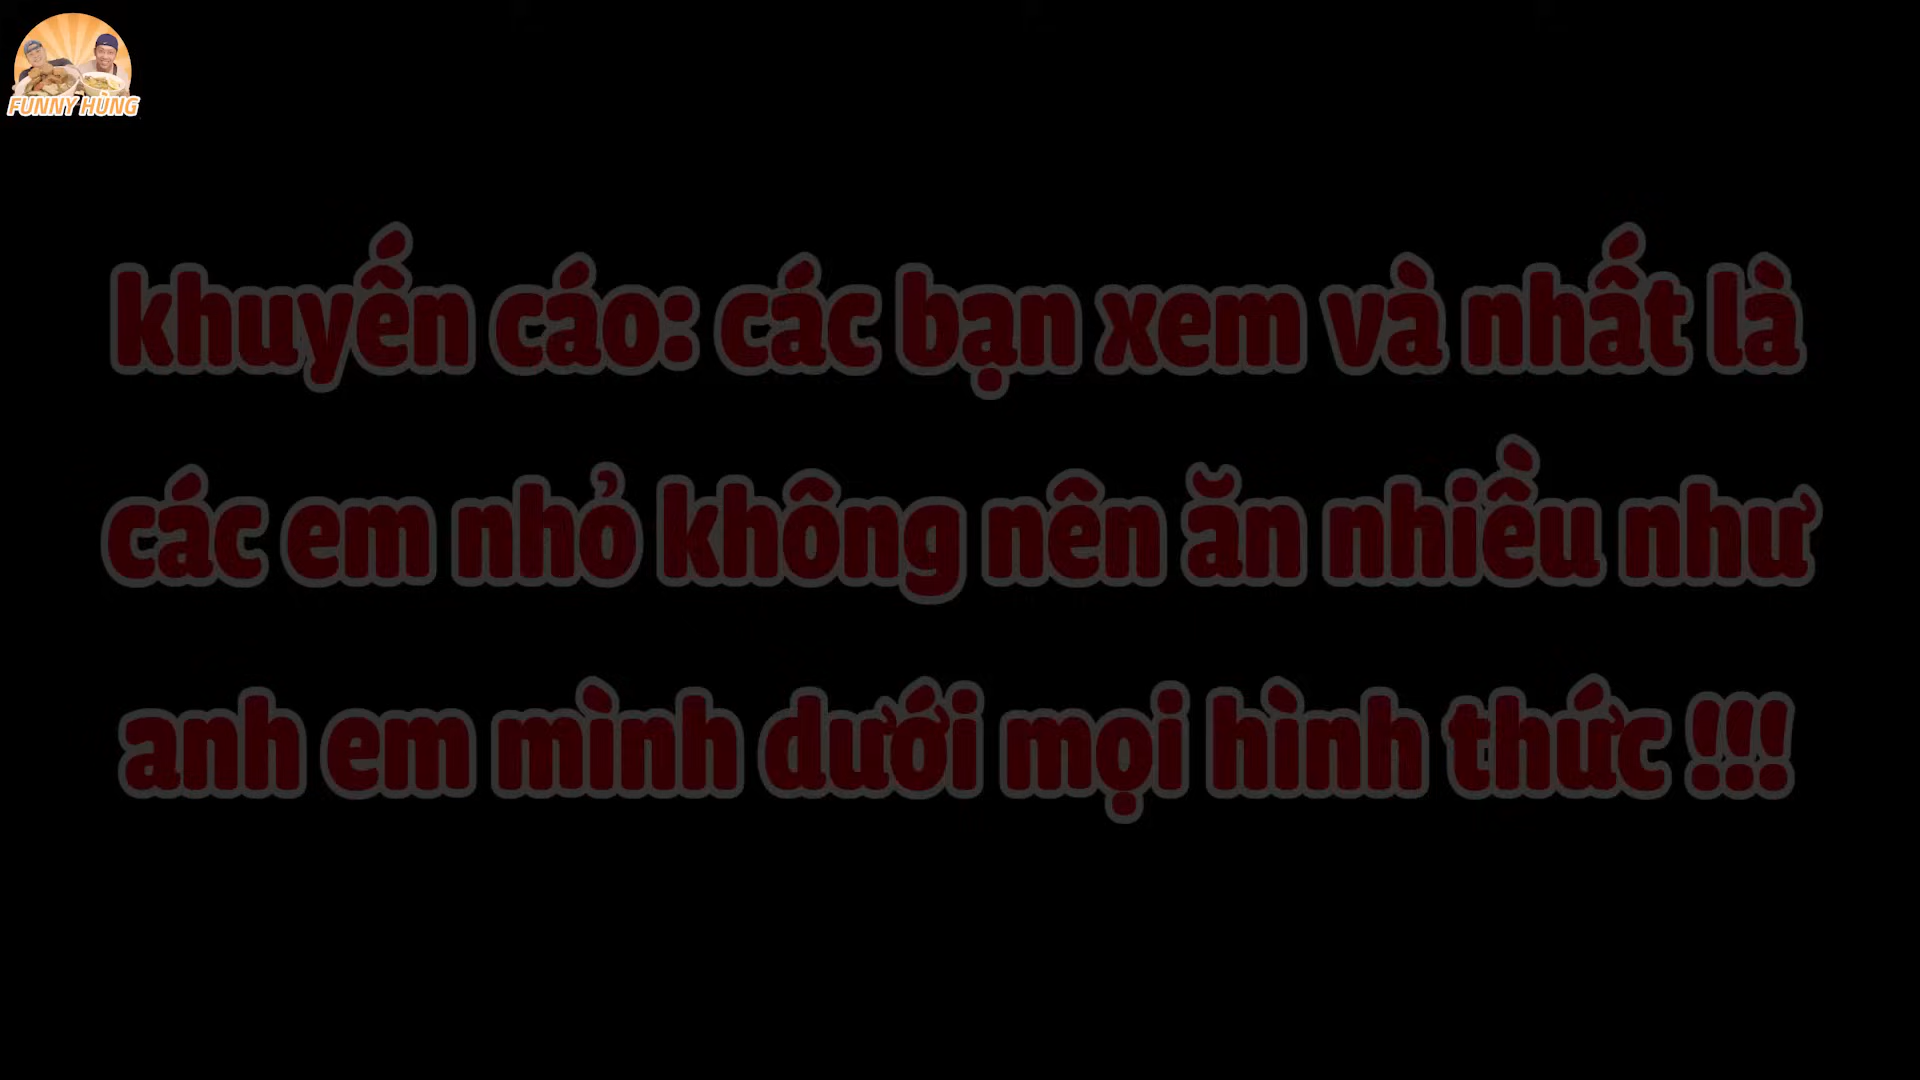 FUNNY HÙNG
khuyến cáo: các bạn xem và nhất là
các em nhỏ không nên ăn nhiều như
anh em mình dưới mọi hình thức !!!